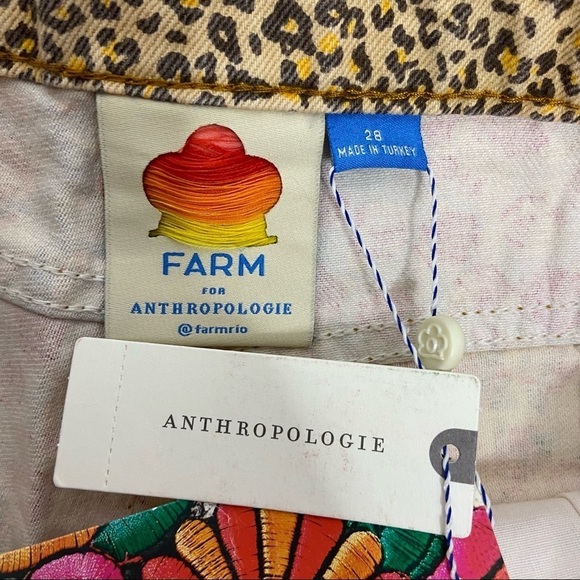 FARM
FOR
ANTHROPOLOGIE
@farmrio
28
MADE IN TURKEY
ANTHROPOLOGIE